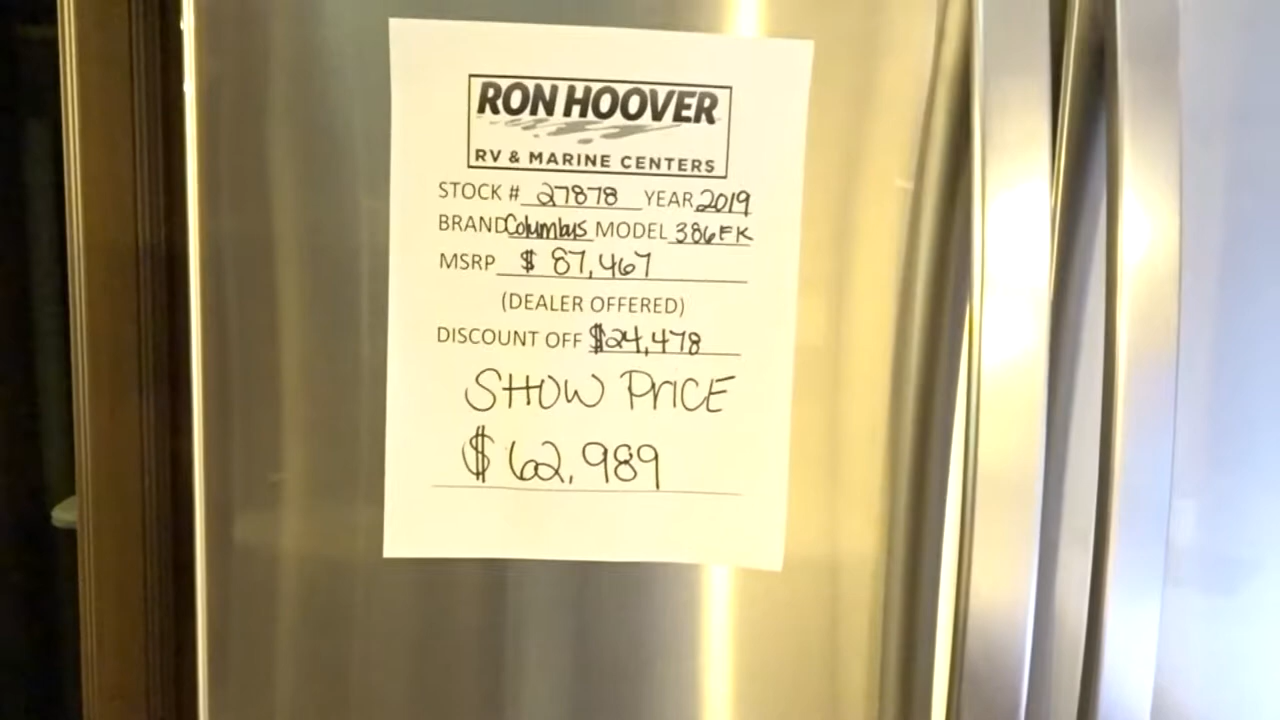 RON HOOVER
RV & MARINE CENTERS
STOCK # 27878 YEAR 2019
BRAND Columbus MODEL 386FK
MSRP $ 87,467
(DEALER OFFERED)
DISCOUNT OFF $24,478
SHOW PRICE
$ 62,989